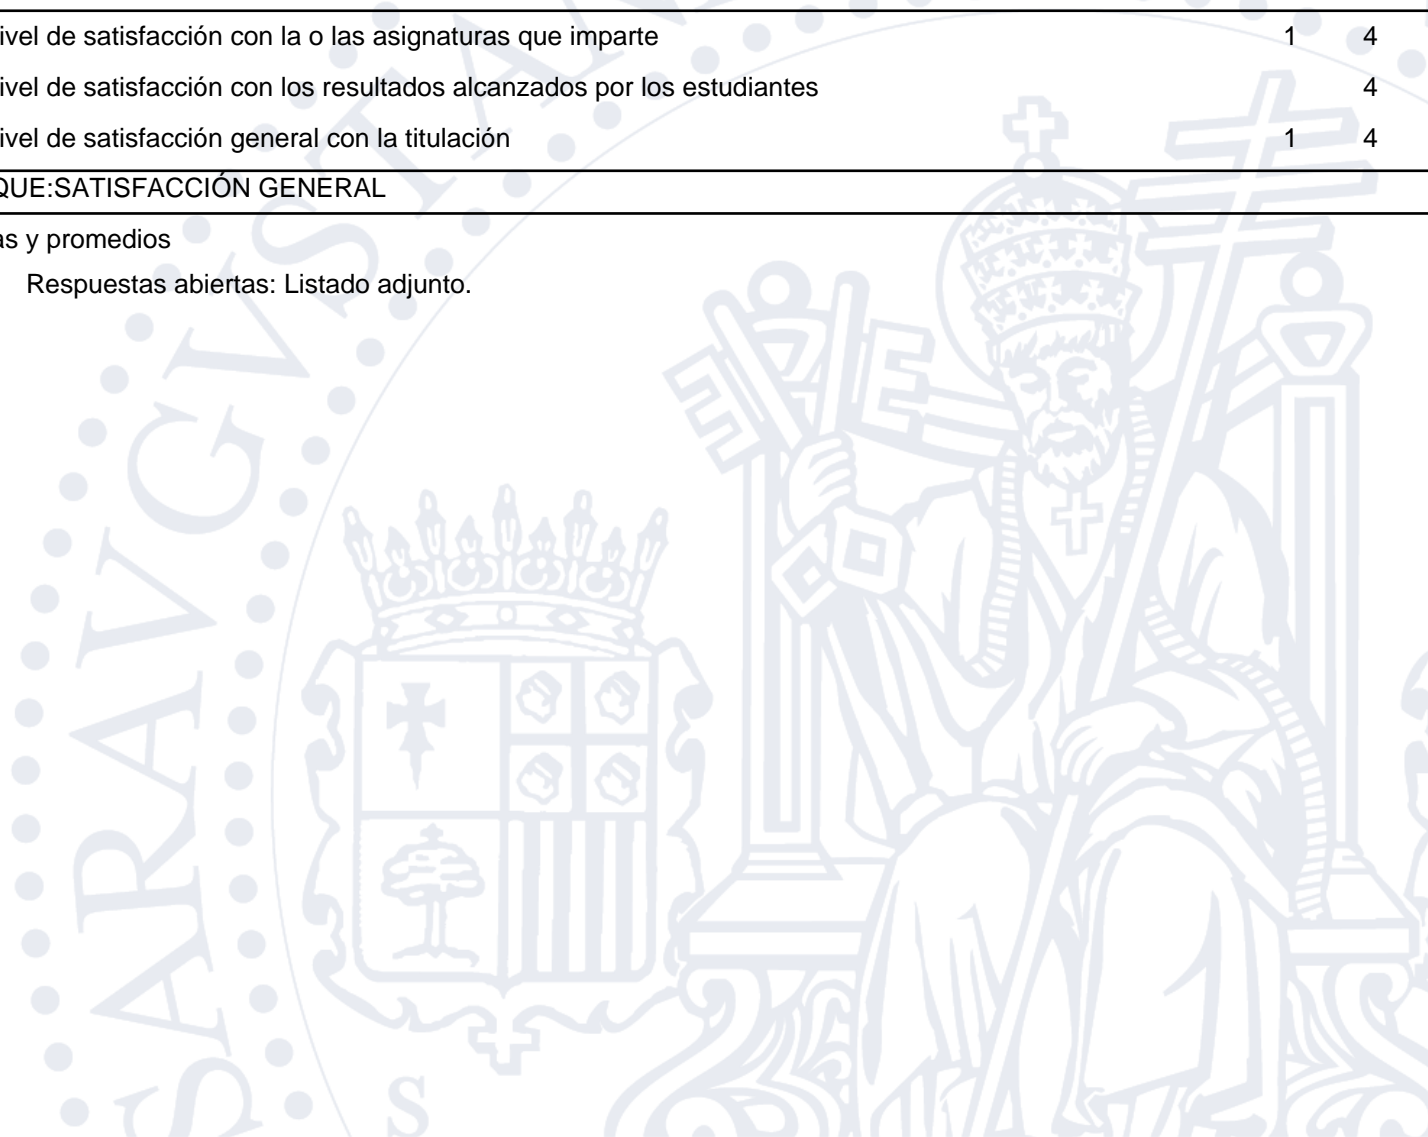 ivel de satisfacción con la o las asignaturas que imparte 1 4
ivel de satisfacción con los resultados alcanzados por los estudiantes 4
ivel de satisfacción general con la titulación 1 4
QUE:SATISFACCIÓN GENERAL
as y promedios
Respuestas abiertas: Listado adjunto.
SARAVGVSTAN
S